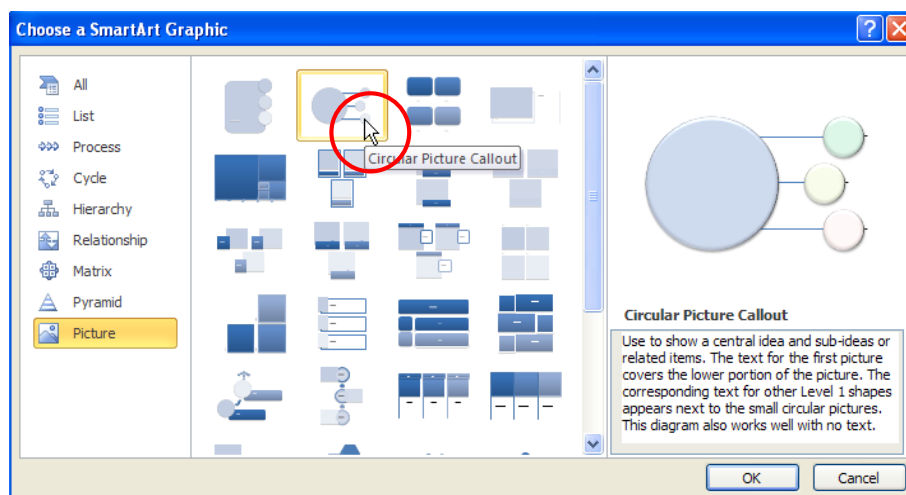 Choose a SmartArt Graphic
All
List
Process
Cycle
Hierarchy
Relationship
Matrix
Pyramid
Picture
Circular Picture Callout
Circular Picture Callout
Use to show a central idea and sub-ideas or
related items. The text for the first picture
covers the lower portion of the picture. The
corresponding text for other Level 1 shapes
appears next to the small circular pictures.
This diagram also works well with no text.
OK
Cancel